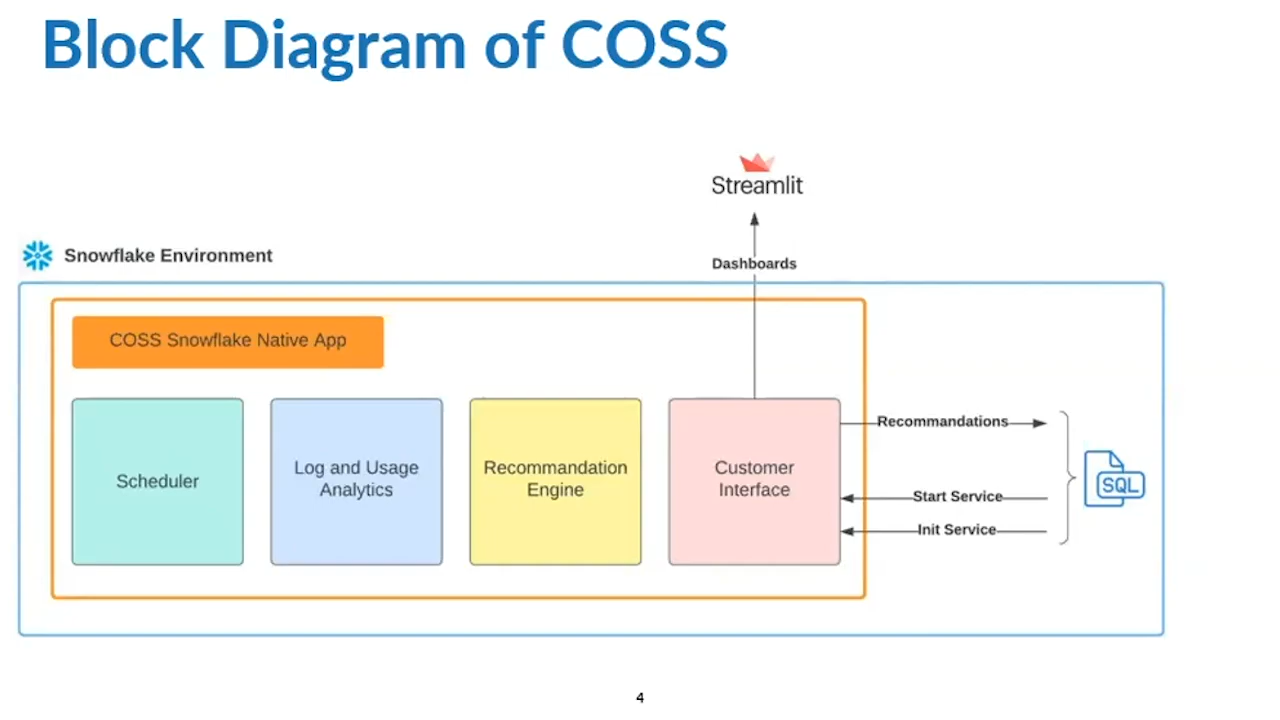 Block Diagram of COSS
Streamlit
Dashboards
Snowflake Environment
COSS Snowflake Native App
Scheduler
Log and Usage
Analytics
Recommandation
Engine
Customer
Interface
Recommandations
Start Service
Init Service
SQL
4